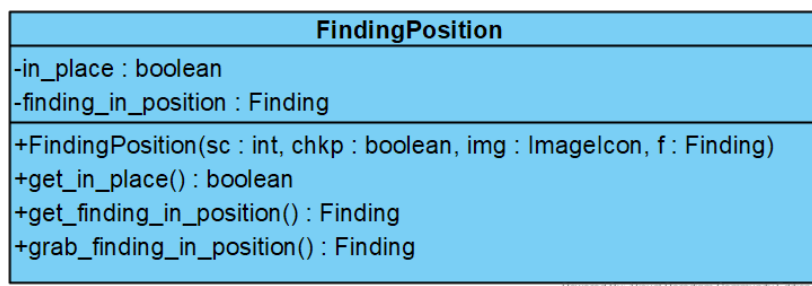 FindingPosition
-in_place : boolean
-finding_in_position : Finding
+FindingPosition(sc : int, chkp : boolean, img : ImageIcon, f : Finding)
+get_in_place() : boolean
+get_finding_in_position() : Finding
+grab_finding_in_position() : Finding